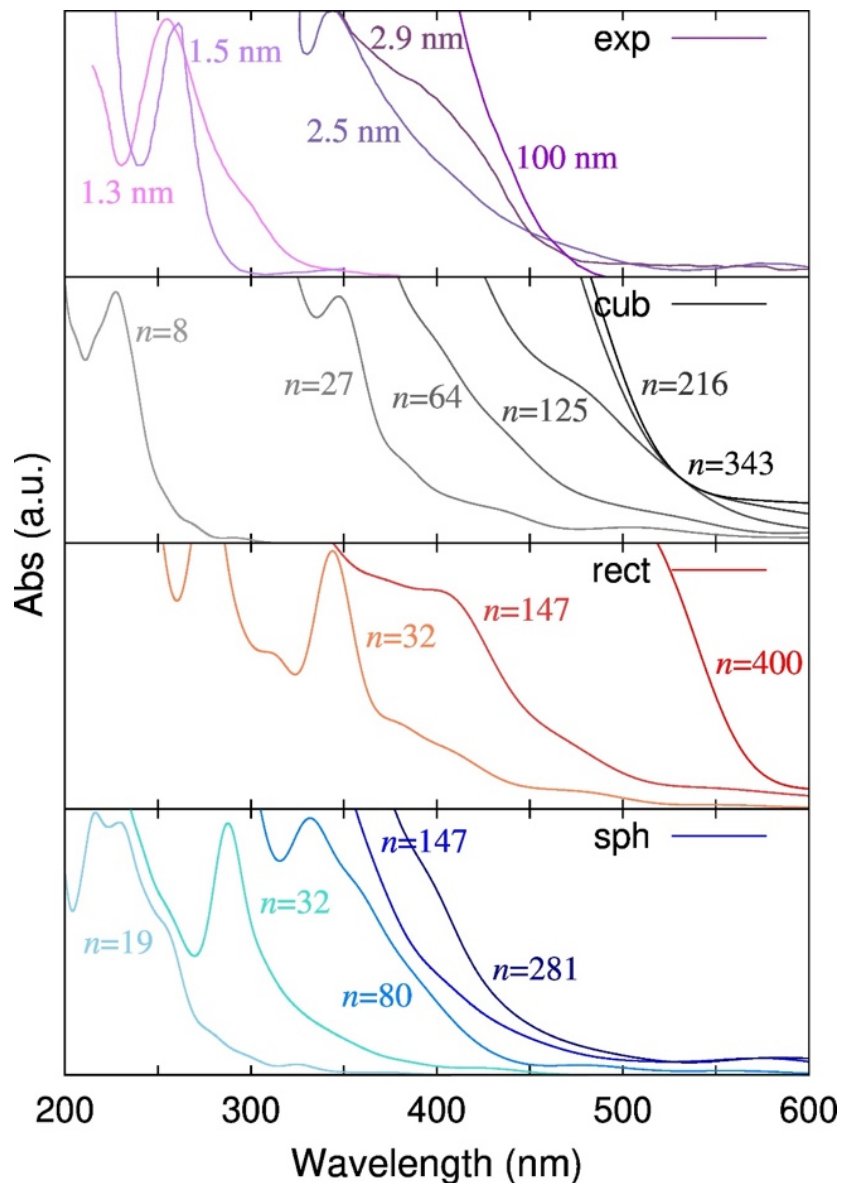 exp
1.5 nm
2.9 nm
2.5 nm
100 nm
1.3 nm
cub
n=8
n=27
n=64
n=125
n=216
n=343
rect
n=32
n=147
n=400
sph
n=19
n=32
n=80
n=147
n=281
Abs (a.u.)
200 300 400 500 600
Wavelength (nm)